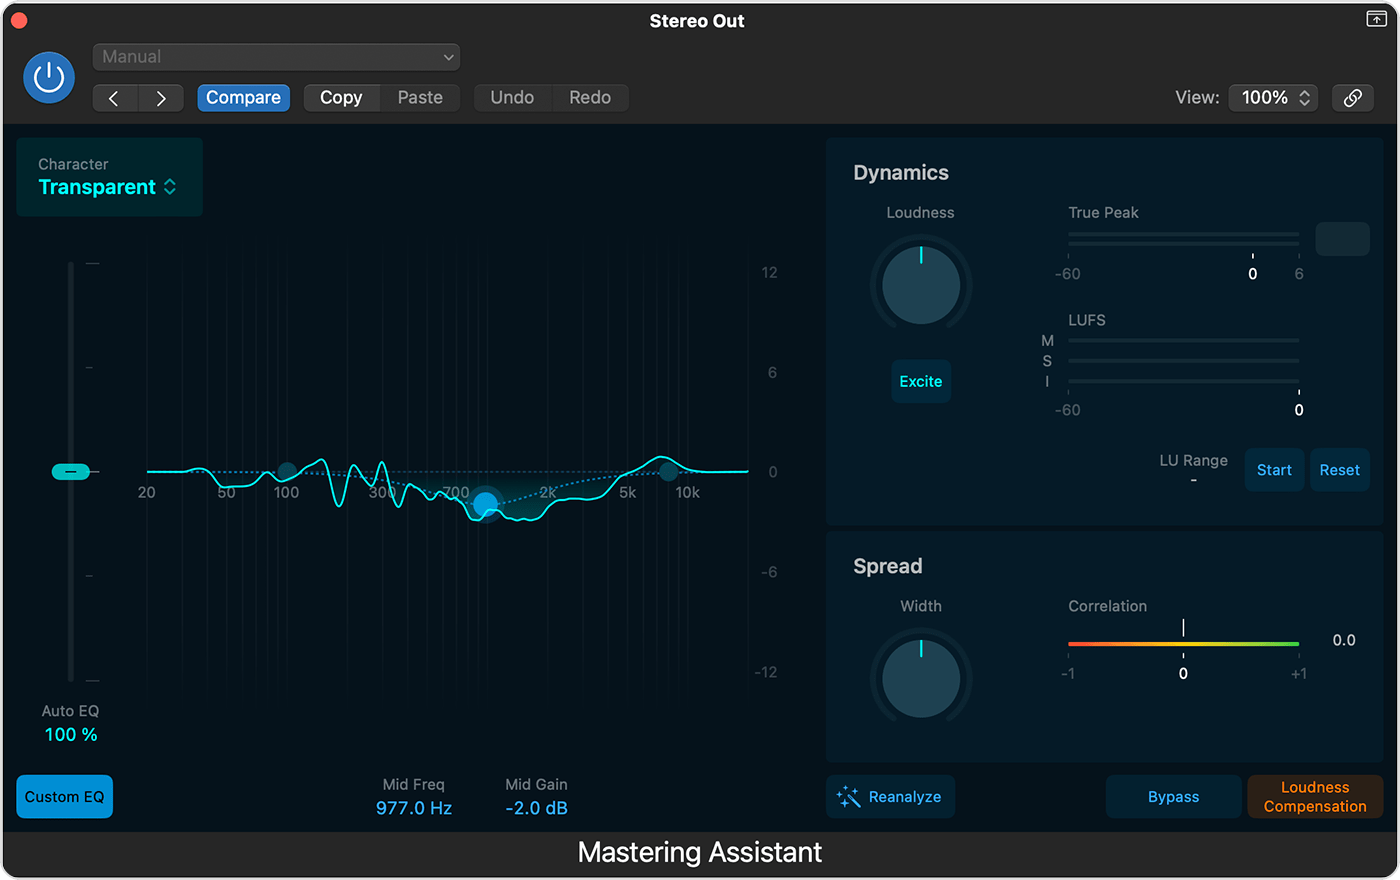 Stereo Out
Manual
Compare Copy Paste Undo Redo View: 100%
Character
Transparent
12
6
0
-6
-12
20 50 100 300 700 2k 5k 10k
Auto EQ
100 %
Custom EQ
Mid Freq Mid Gain
977.0 Hz -2.0 dB
Dynamics
Loudness
Excite
True Peak
-60 0 6
LUFS
M
S
I
-60 0
LU Range
-
Start Reset
Spread
Width
Correlation
0.0
-1 0 +1
Reanalyze Bypass
Loudness
Compensation
Mastering Assistant